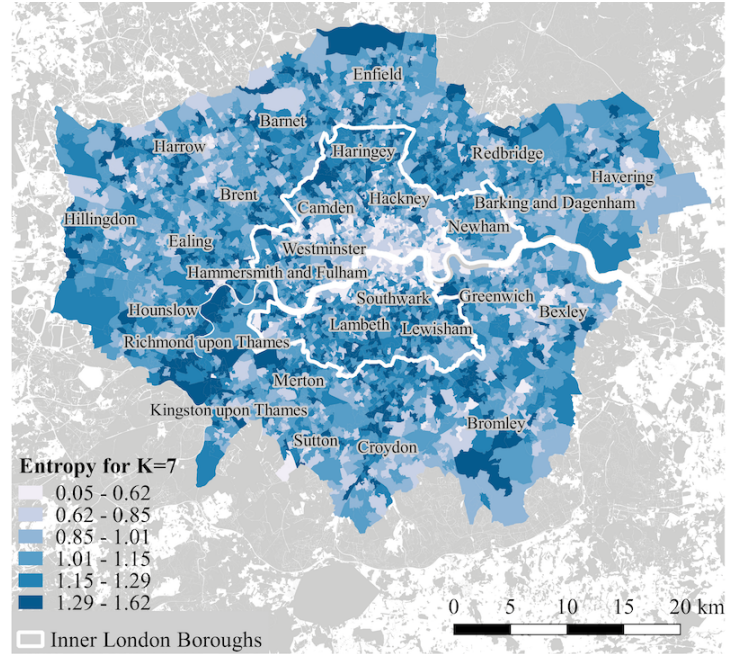 Enfield
Barnet
Harrow
Haringey
Redbridge
Havering
Brent
Camden
Hackney
Barking and Dagenham
Hillingdon
Newham
Ealing
Westminster
Hammersmith and Fulham
Hounslow
Southwark
Greenwich
Bexley
Lambeth
Lewisham
Richmond upon Thames
Merton
Kingston upon Thames
Bromley
Sutton
Croydon
Entropy for K=7
0.05 - 0.62
0.62 - 0.85
0.85 - 1.01
1.01 - 1.15
1.15 - 1.29
1.29 - 1.62
Inner London Boroughs
0 5 10 15 20 km